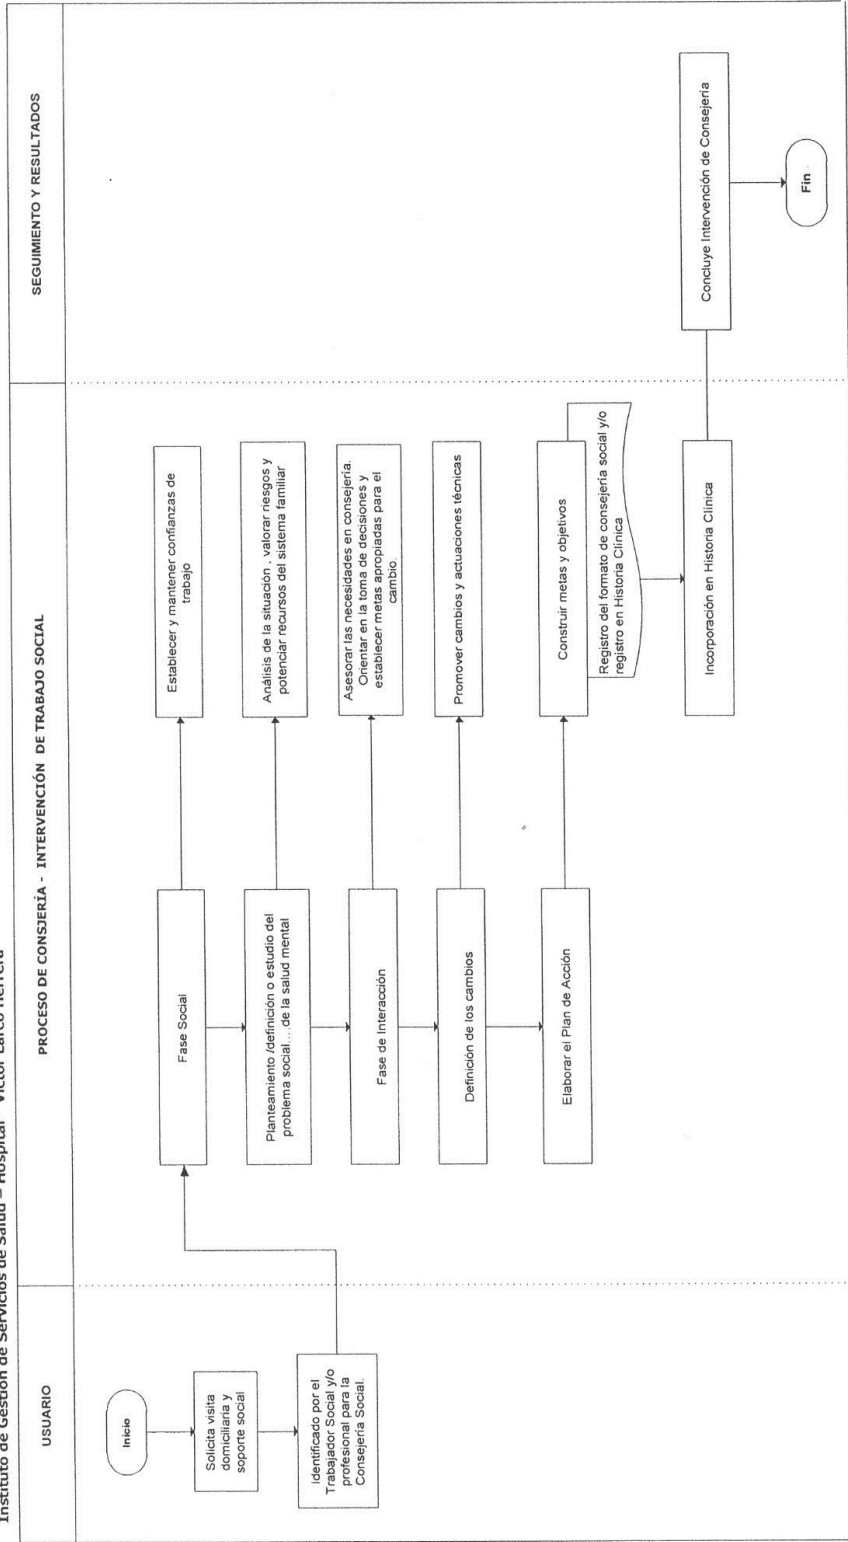 Instituto de Gestión de Servicios de Salud – Hospital
USUARIO
PROCESO DE CONSJERÍA - INTERVENCIÓN DE TRABAJO SOCIAL
SEGUIMIENTO Y RESULTADOS
Inicio
Solicita visita
domiciliaria y
soporte social
Identificado por el
Trabajador Social y/o
profesional para la
Consejería Social.
Fase Social
Establecer y mantener confianzas de
trabajo
Planteamiento /definición o estudio del
problema social....de la salud mental
Análisis de la situación , valorar riesgos y
potenciar recursos del sistema familiar
Fase de Interacción
Asesorar las necesidades en consejería.
Orientar en la toma de decisiones y
establecer metas apropiadas para el
cambio.
Definición de los cambios
Promover cambios y actuaciones técnicas
Elaborar el Plan de Acción
Construir metas y objetivos
Registro del formato de consejería social y/o
registro en Historia Clínica
Incorporación en Historia Clínica
Concluye Intervención de Consejería
Fin